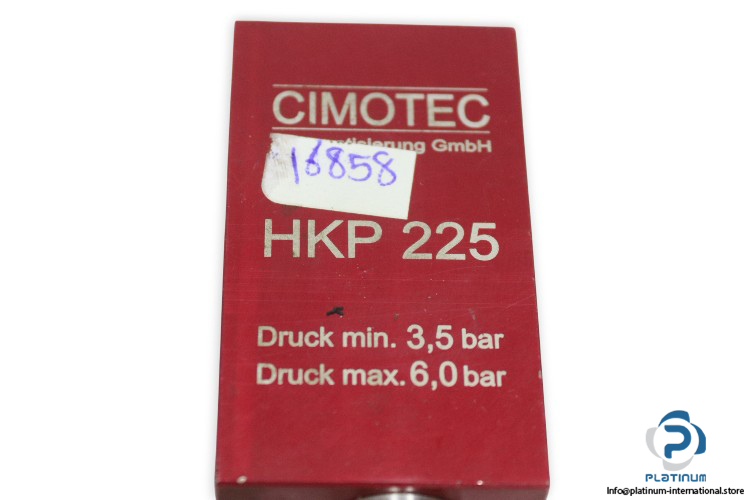 CIMOTEC
GmbH
16858
HKP 225
Druck min. 3,5 bar
Druck max. 6,0 bar
PLATINUM
Info@platinum-international.store